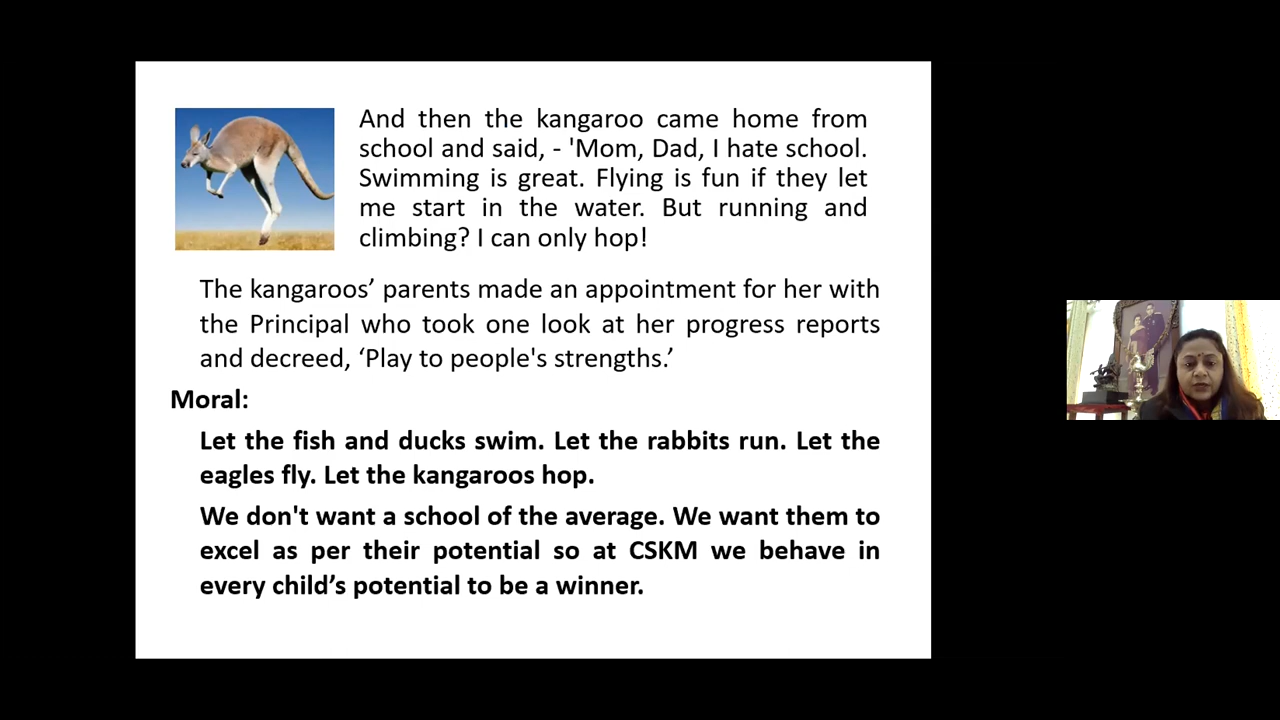 And then the kangaroo came home from
school and said, - 'Mom, Dad, I hate school.
Swimming is great. Flying is fun if they let
me start in the water. But running and
climbing? I can only hop!
The kangaroos’ parents made an appointment for her with
the Principal who took one look at her progress reports
and decreed, ‘Play to people's strengths.’
Moral:
Let the fish and ducks swim. Let the rabbits run. Let the
eagles fly. Let the kangaroos hop.
We don't want a school of the average. We want them to
excel as per their potential so at CSKM we behave in
every child’s potential to be a winner.